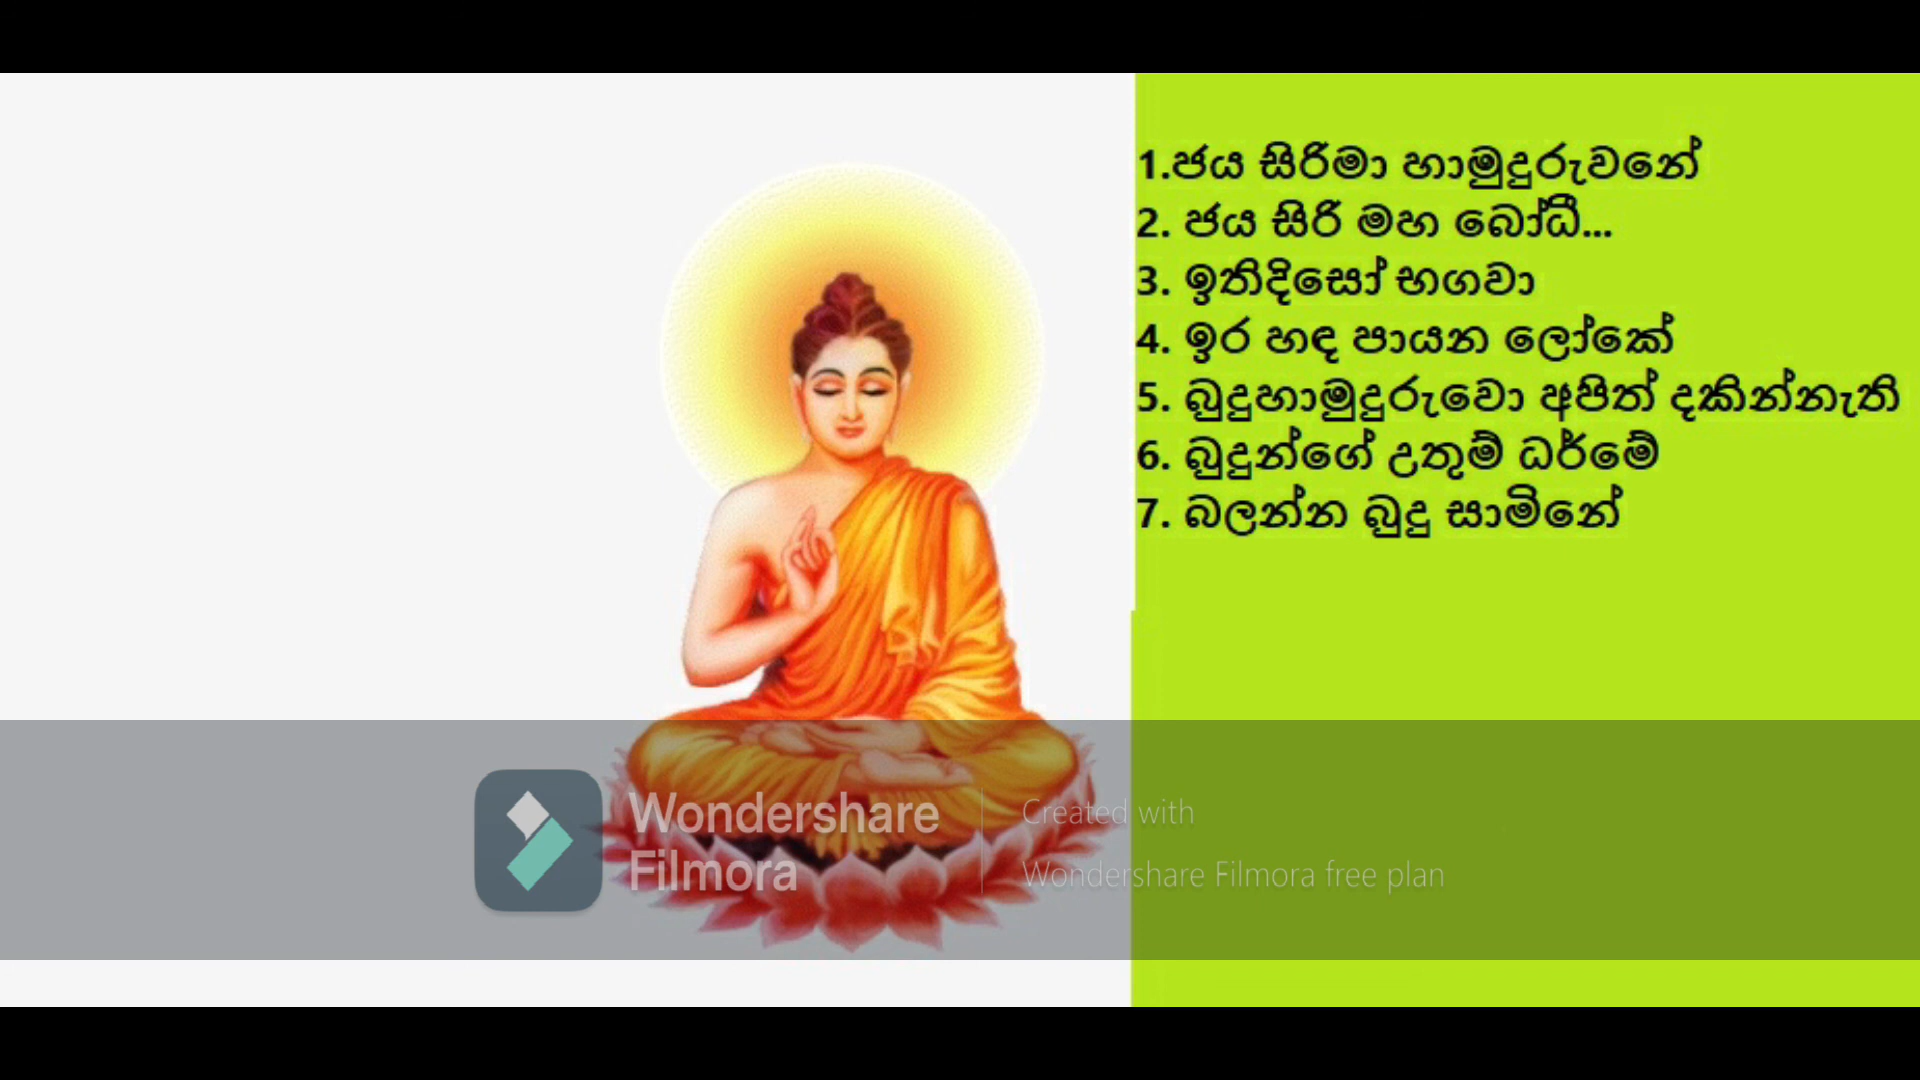 1.ජය සිරිමා හාමුදුරුවනේ
2. ජය සිරි මහ බෝධී...
3. ඉතිදිසෝ භගවා
4. ඉර හඳ පායන ලෝකේ
5. බුදුහාමුදුරුවො අපිත් දකින්නැති
6. බුදුන්ගේ උතුම් ධර්මේ
7. බලන්න බුදු සාමිනේ
Wondershare
Filmora
Created with
Wondershare Filmora free plan